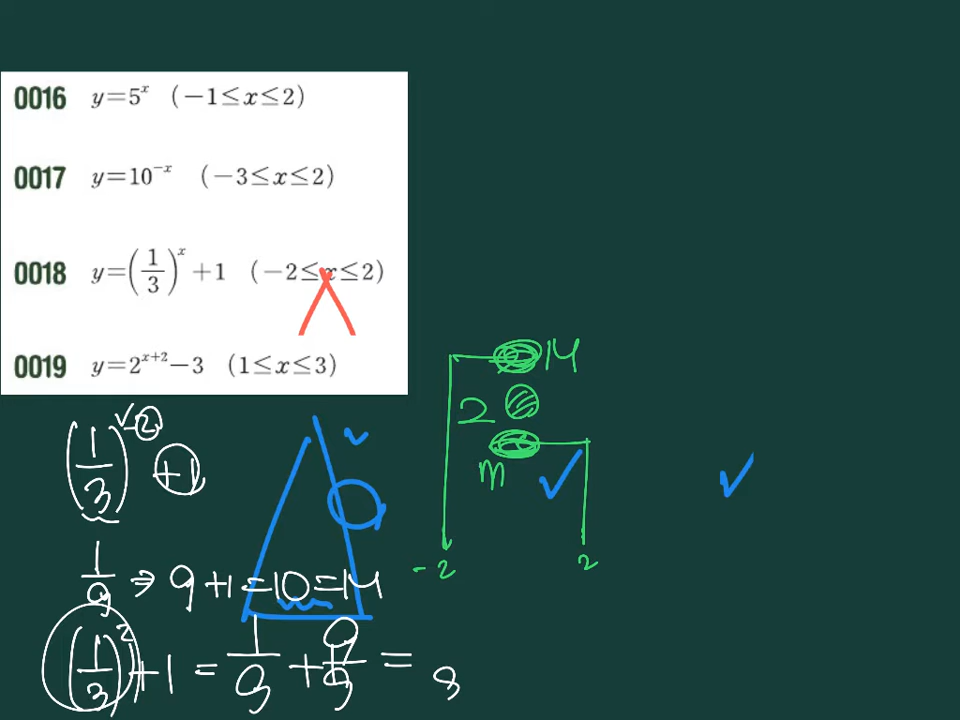 0016 y=5^x (-1≤x≤2)
0017 y=10^{-x} (-3≤x≤2)
0018 y=(1/3)^x+1 (-2≤x≤2)
0019 y=2^{x+2}-3 (1≤x≤3)
M
2
m
-2 2
(1/3)^{-2} +1
1/9 ⇒ 9+1=10=M
(1/3)^2+1 = 1/9 + 9/9 =